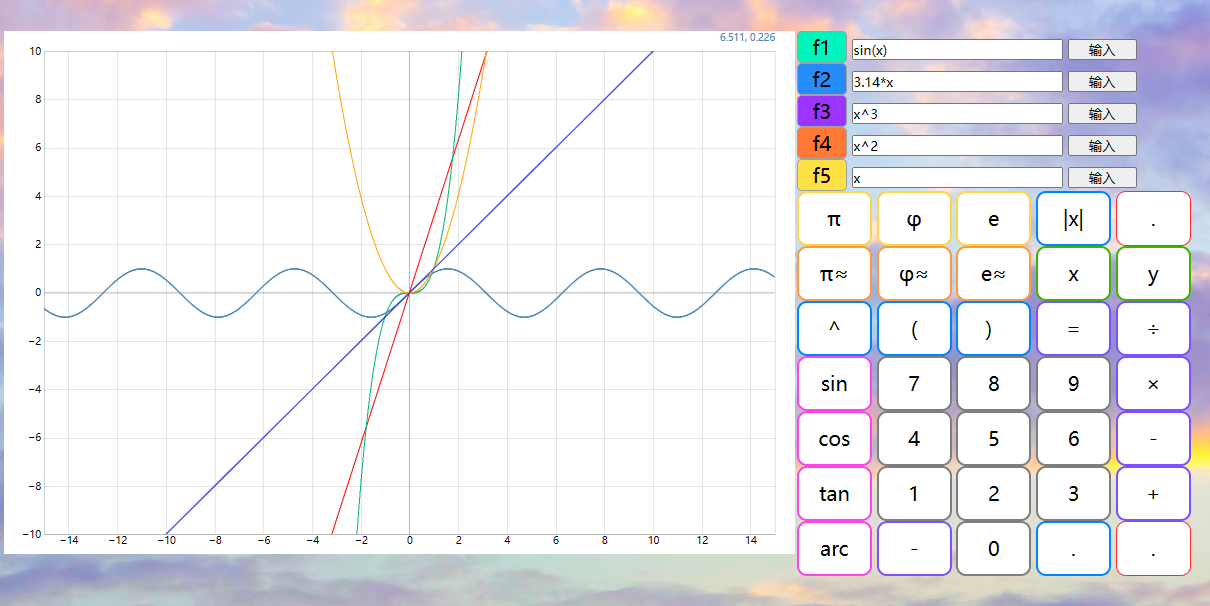 6.511, 0.226
10
8
6
4
2
0
−2
−4
−6
−8
−10
−14 −12 −10 −8 −6 −4 −2 0 2 4 6 8 10 12 14
f1 sin(x) 输入
f2 3.14*x 输入
f3 x^3 输入
f4 x^2 输入
f5 x 输入
π φ e |x| .
π≈ φ≈ e≈ x y
^ ( ) = ÷
sin 7 8 9 ×
cos 4 5 6 -
tan 1 2 3 +
arc - 0 . .